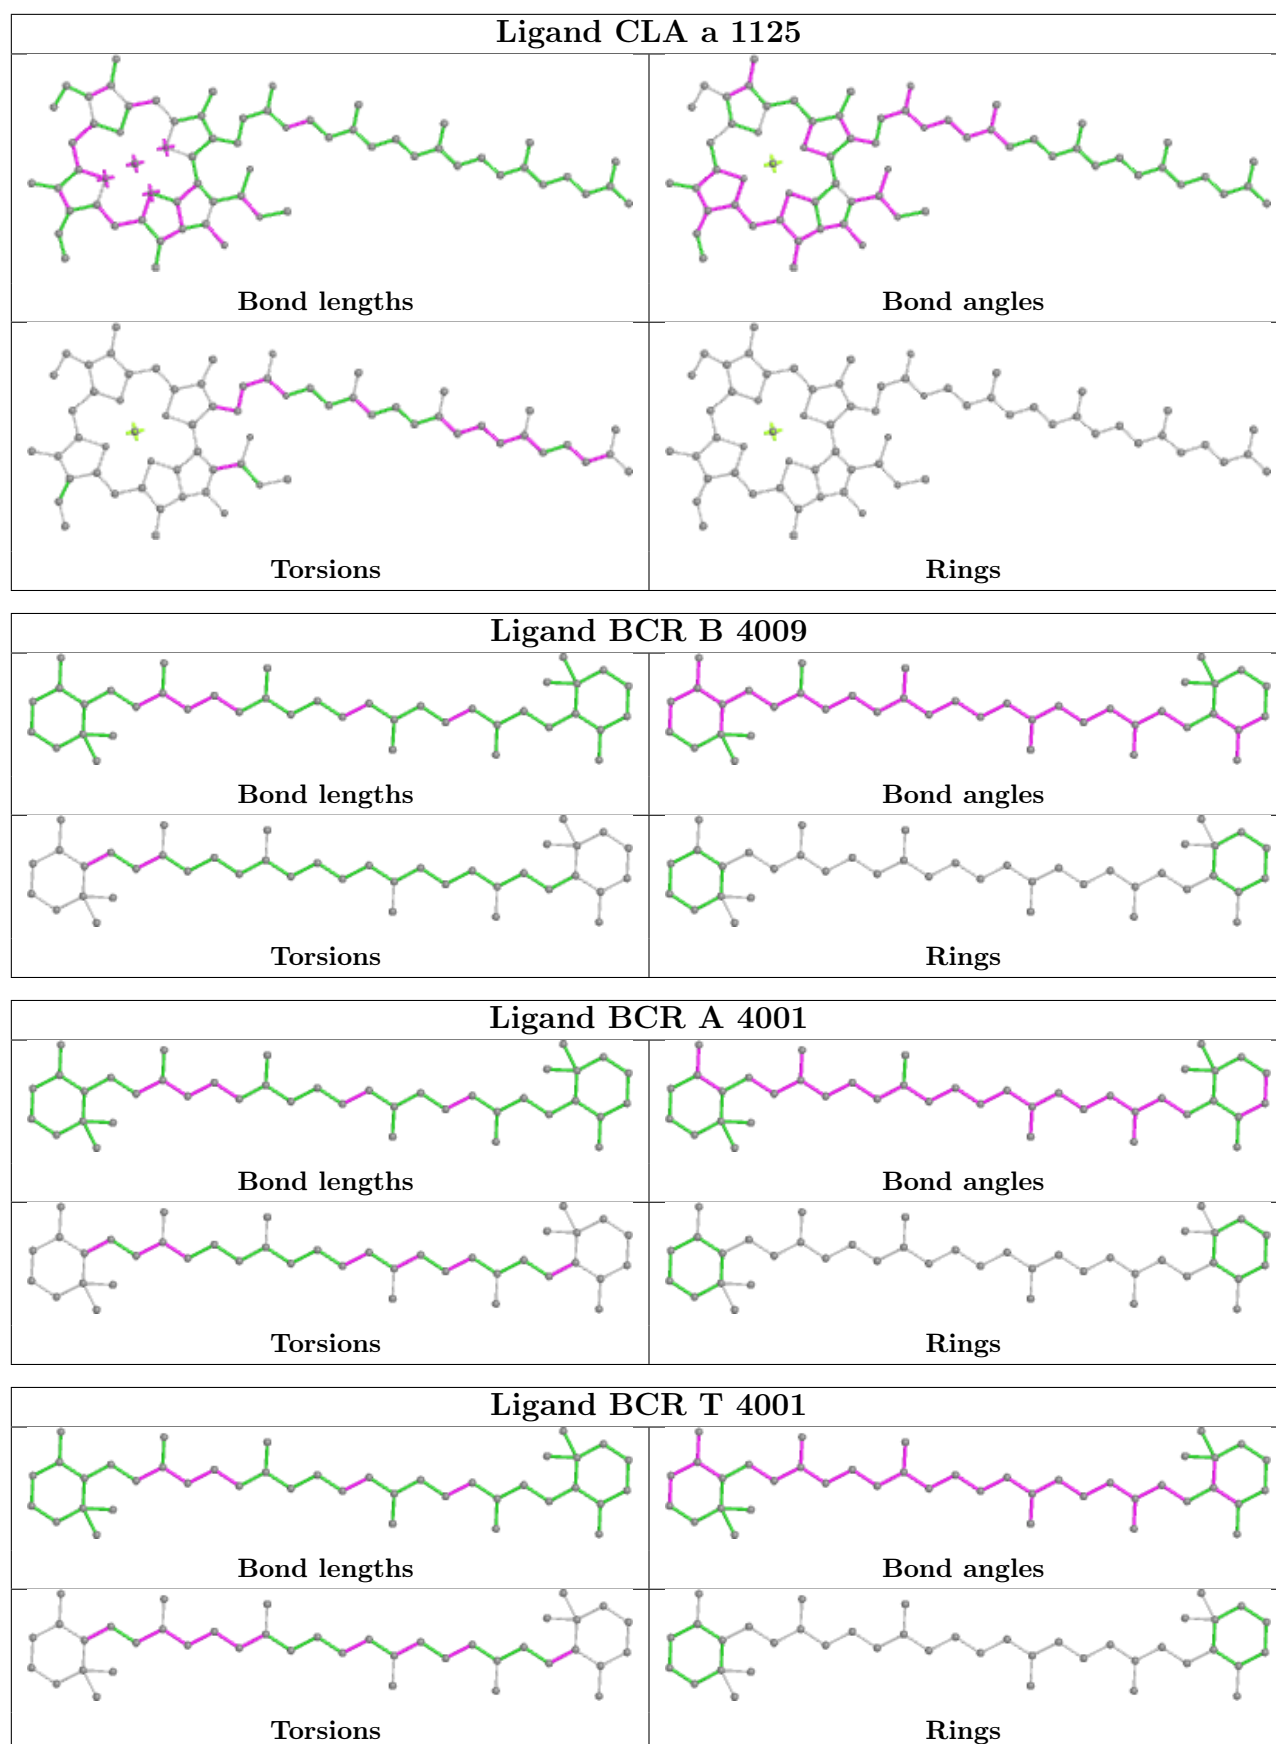 Ligand CLA a 1125
Bond lengths
Bond angles
Torsions
Rings
Ligand BCR B 4009
Bond lengths
Bond angles
Torsions
Rings
Ligand BCR A 4001
Bond lengths
Bond angles
Torsions
Rings
Ligand BCR T 4001
Bond lengths
Bond angles
Torsions
Rings